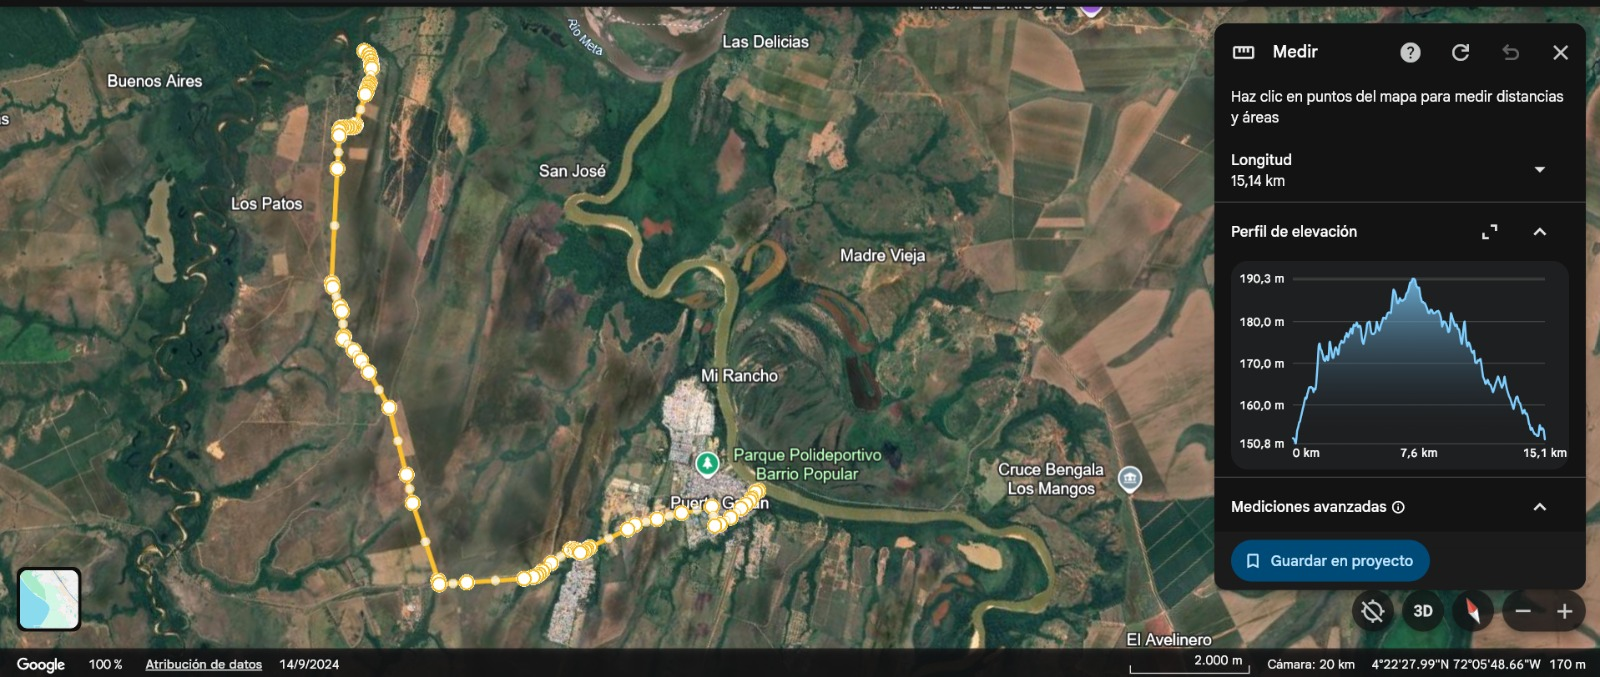 Río Meta
Las Delicias
Buenos Aires
San José
Los Patos
Madre Vieja
Mi Rancho
Parque Polideportivo
Barrio Popular
Cruce Bengala
Los Mangos
El Avelinero
Medir
Haz clic en puntos del mapa para medir distancias
y áreas
Longitud
15,14 km
Perfil de elevación
190,3 m
180,0 m
170,0 m
160,0 m
150,8 m
0 km 7,6 km 15,1 km
Mediciones avanzadas
Guardar en proyecto
3D
Google 100 % Atribución de datos 14/9/2024 2.000 m Cámara: 20 km 4°22'27.99"N 72°05'48.66"W 170 m